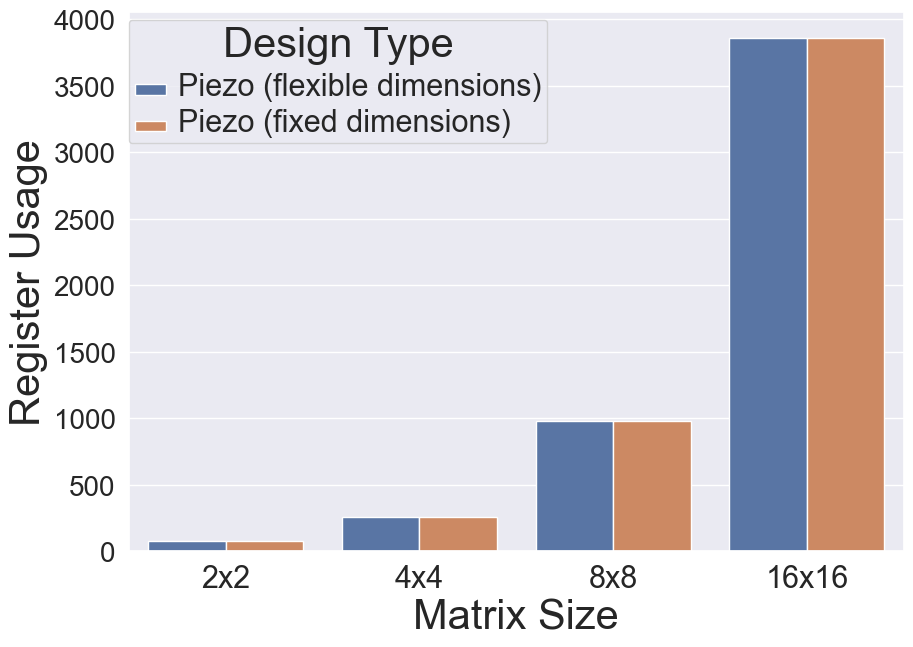 Design Type
Piezo (flexible dimensions)
Piezo (fixed dimensions)
Register Usage
4000
3500
3000
2500
2000
1500
1000
500
0
2x2 4x4 8x8 16x16
Matrix Size